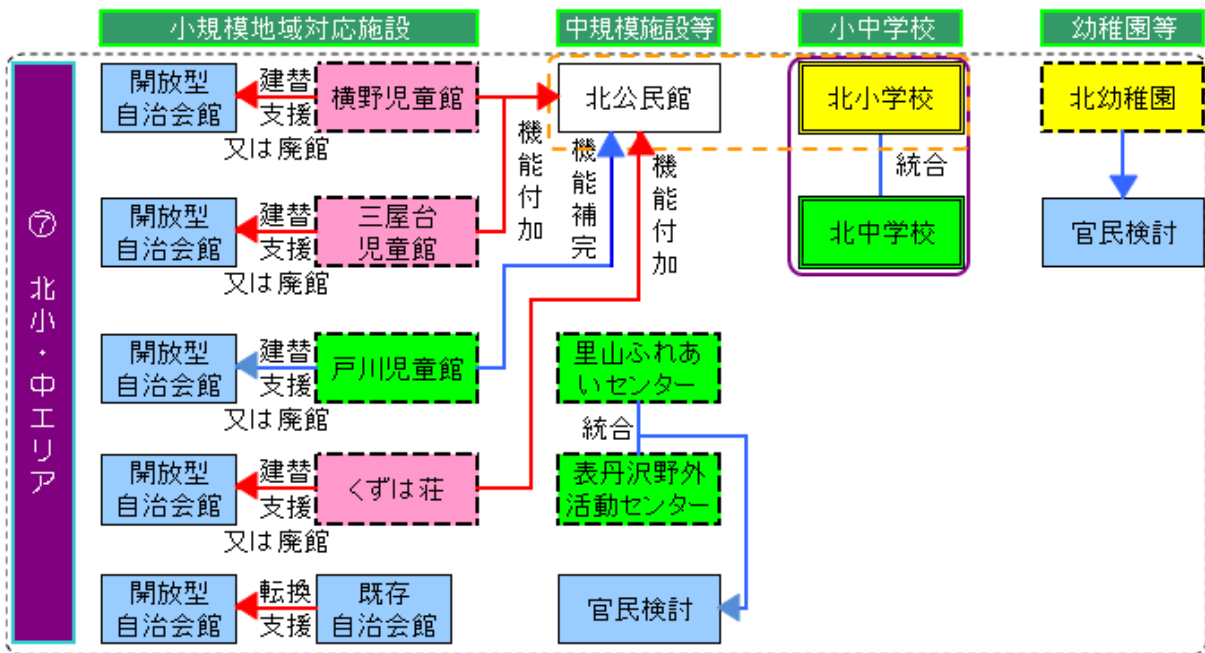 小規模地域対応施設
中規模施設等
小中学校
幼稚園等
⑦ 北小・中エリア
開放型
自治会館
建替
支援
又は廃館
横野児童館
機能付加
北公民館
北小学校
北幼稚園
統合
開放型
自治会館
建替
支援
又は廃館
三屋台
児童館
機能補完
機能付加
北中学校
官民検討
開放型
自治会館
建替
支援
又は廃館
戸川児童館
里山ふれあ
いセンター
統合
開放型
自治会館
建替
支援
又は廃館
くずは荘
表丹沢野外
活動センター
開放型
自治会館
転換
支援
既存
自治会館
官民検討